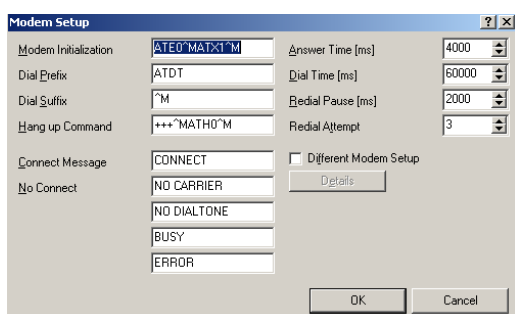 Modem Setup
Modem Initialization ATE0^MATX1^M
Dial Prefix ATDT
Dial Suffix ^M
Hang up Command +++^MATH0^M
Connect Message CONNECT
No Connect NO CARRIER
NO DIALTONE
BUSY
ERROR
Answer Time [ms] 4000
Dial Time [ms] 60000
Redial Pause [ms] 2000
Redial Attempt 3
Different Modem Setup
Details
OK Cancel